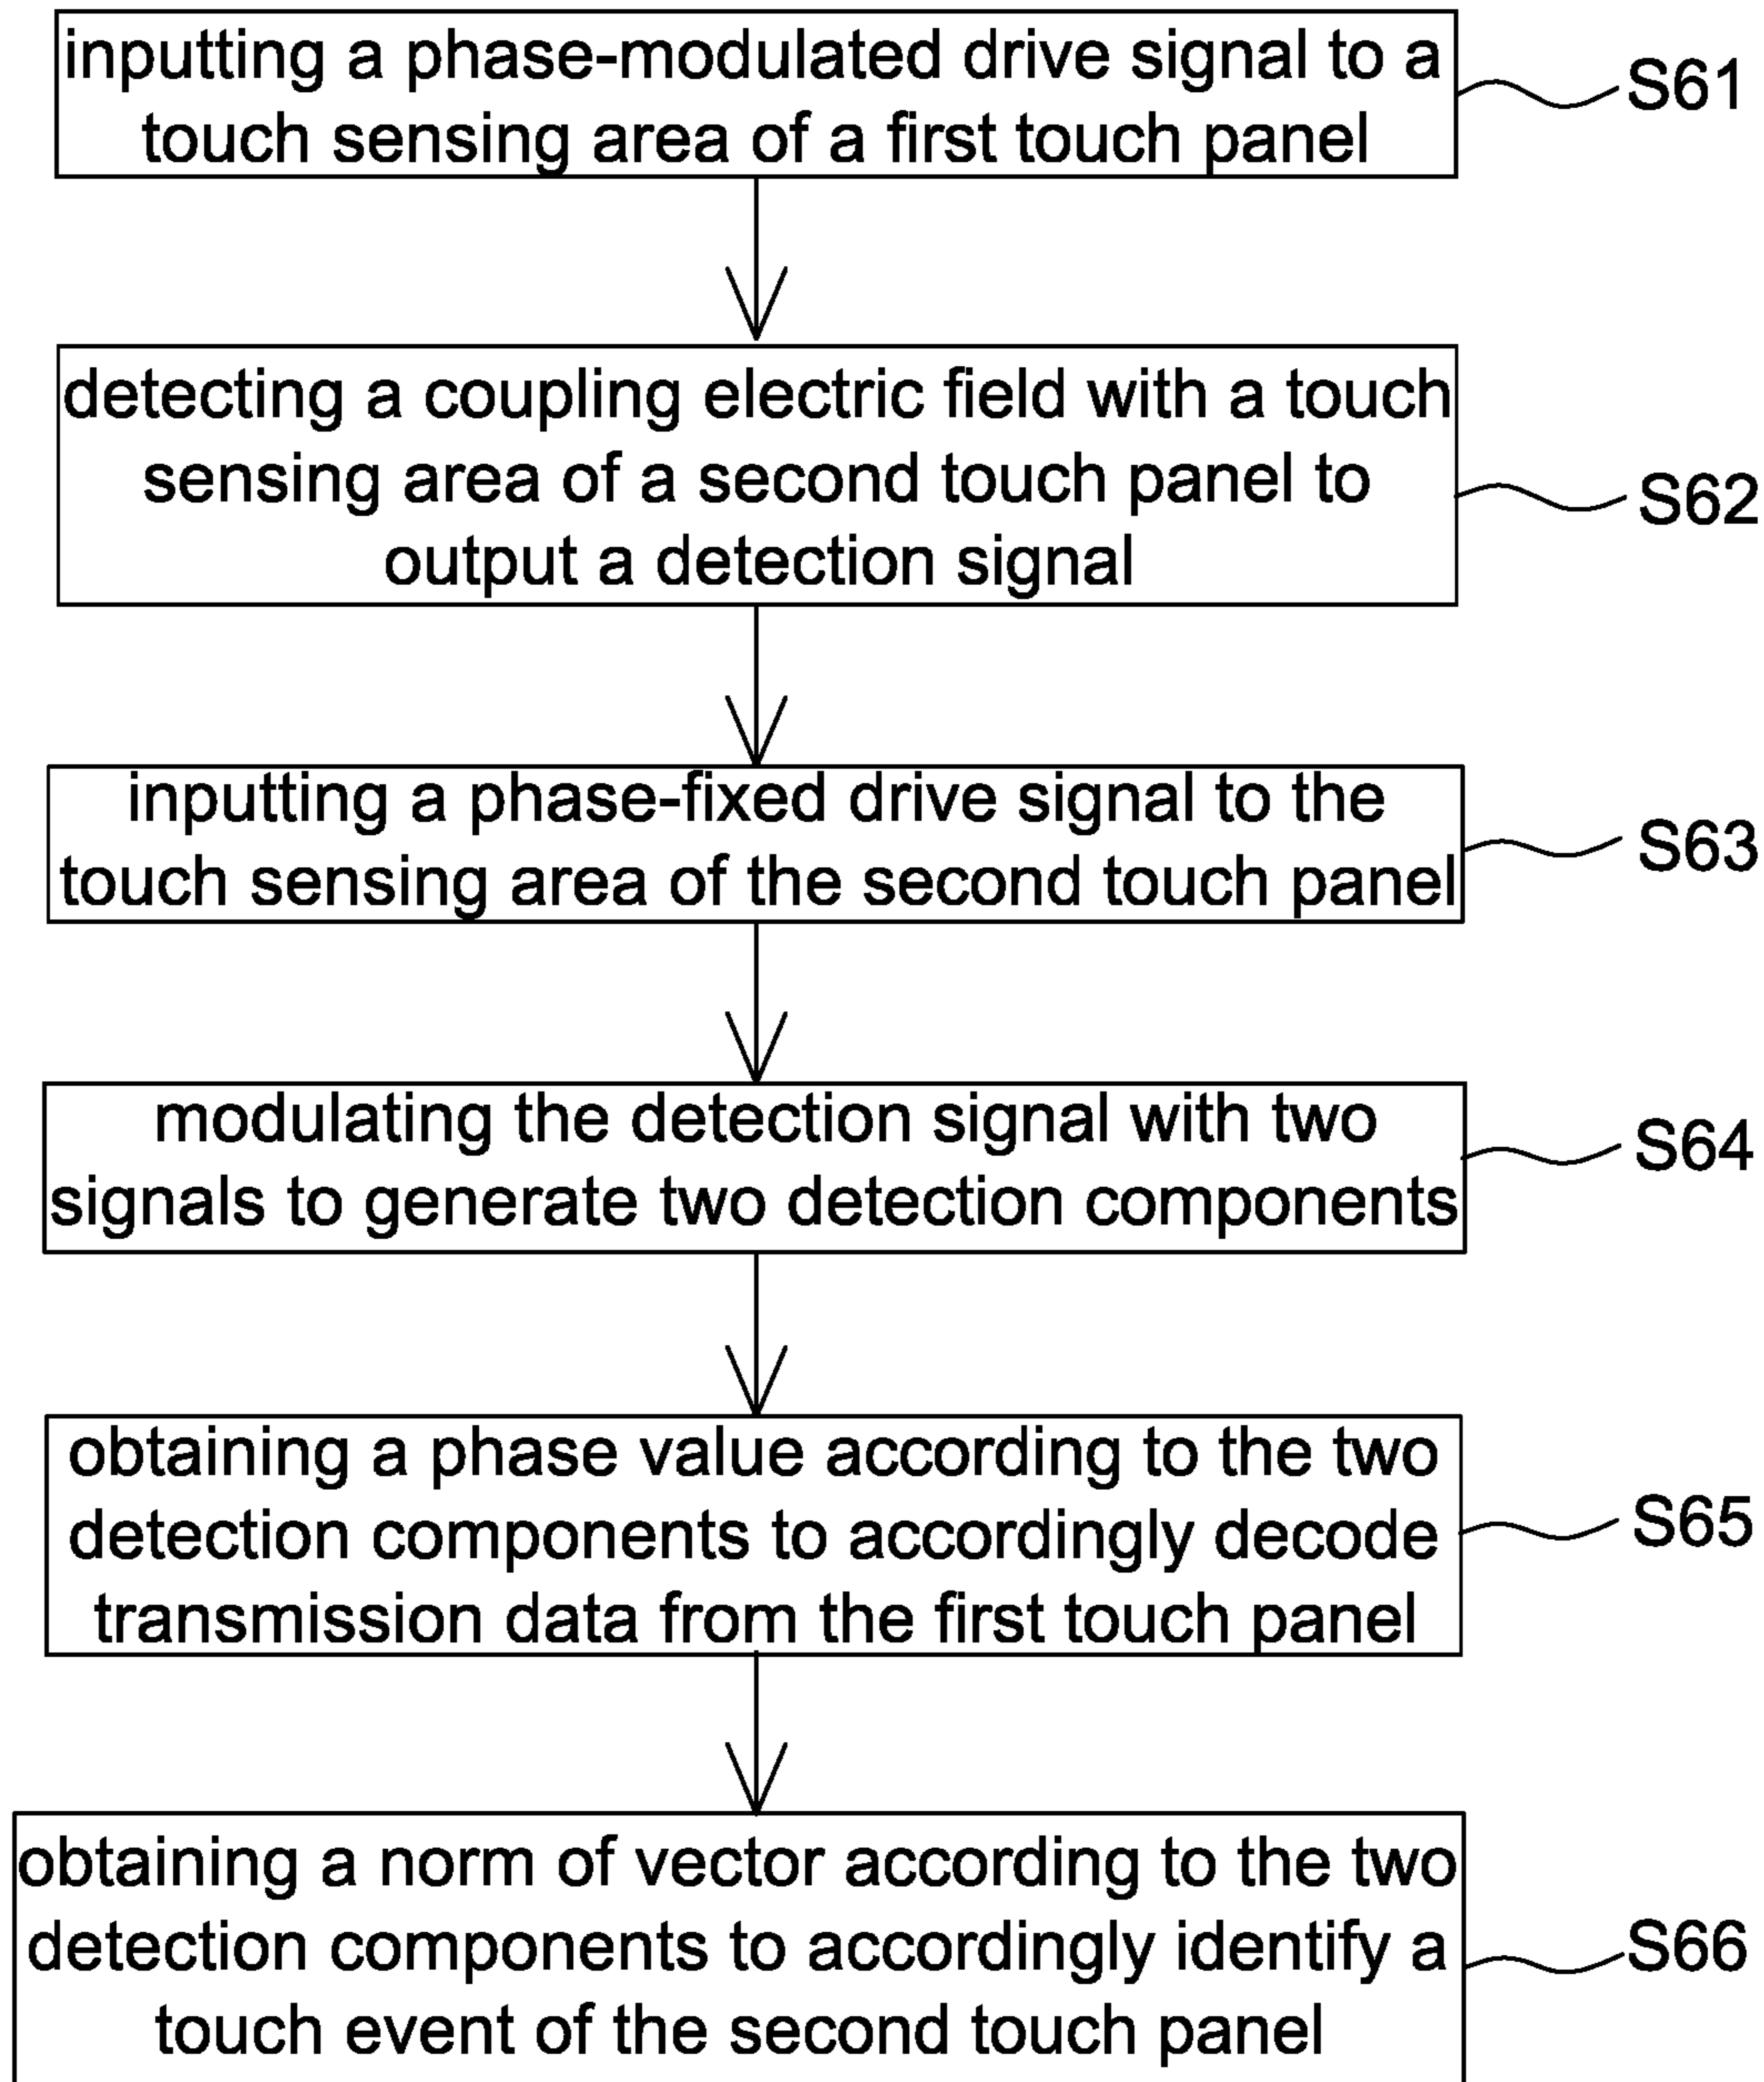 inputting a phase-modulated drive signal to a
touch sensing area of a first touch panel
S61
detecting a coupling electric field with a touch
sensing area of a second touch panel to
output a detection signal
S62
inputting a phase-fixed drive signal to the
touch sensing area of the second touch panel
S63
modulating the detection signal with two
signals to generate two detection components
S64
obtaining a phase value according to the two
detection components to accordingly decode
transmission data from the first touch panel
S65
obtaining a norm of vector according to the two
detection components to accordingly identify a
touch event of the second touch panel
S66